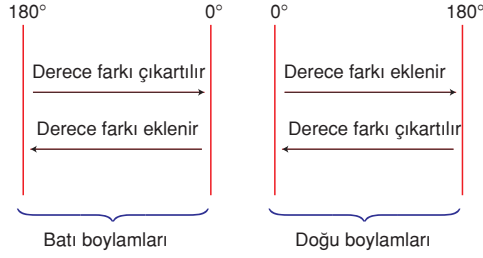 180° 0° 0° 180°
Derece farkı çıkartılır Derece farkı eklenir
Derece farkı eklenir Derece farkı çıkartılır
Batı boylamları Doğu boylamları